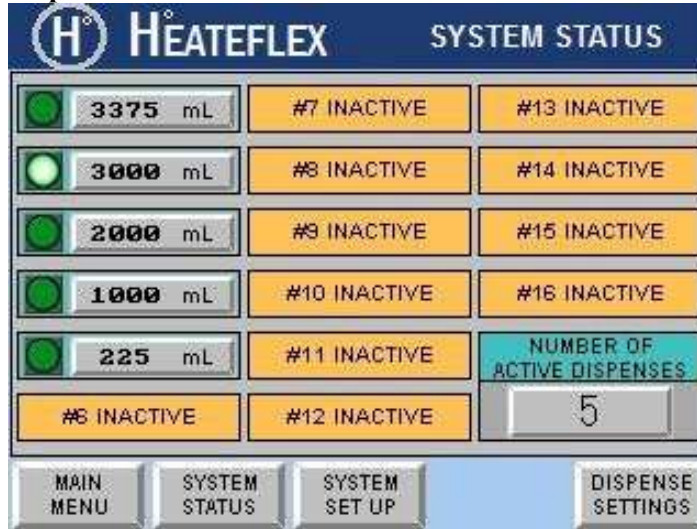 H° HEATEFLEX SYSTEM STATUS
3375 mL #7 INACTIVE #13 INACTIVE
3000 mL #8 INACTIVE #14 INACTIVE
2000 mL #9 INACTIVE #15 INACTIVE
1000 mL #10 INACTIVE #16 INACTIVE
225 mL #11 INACTIVE NUMBER OF
ACTIVE DISPENSES
#6 INACTIVE #12 INACTIVE 5
MAIN MENU SYSTEM STATUS SYSTEM SET UP DISPENSE SETTINGS